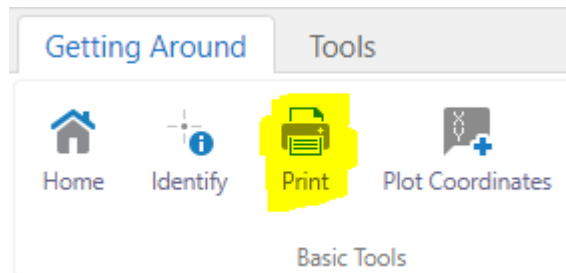 Getting Around Tools
X
Y
Home Identify Print Plot Coordinates
Basic Tools